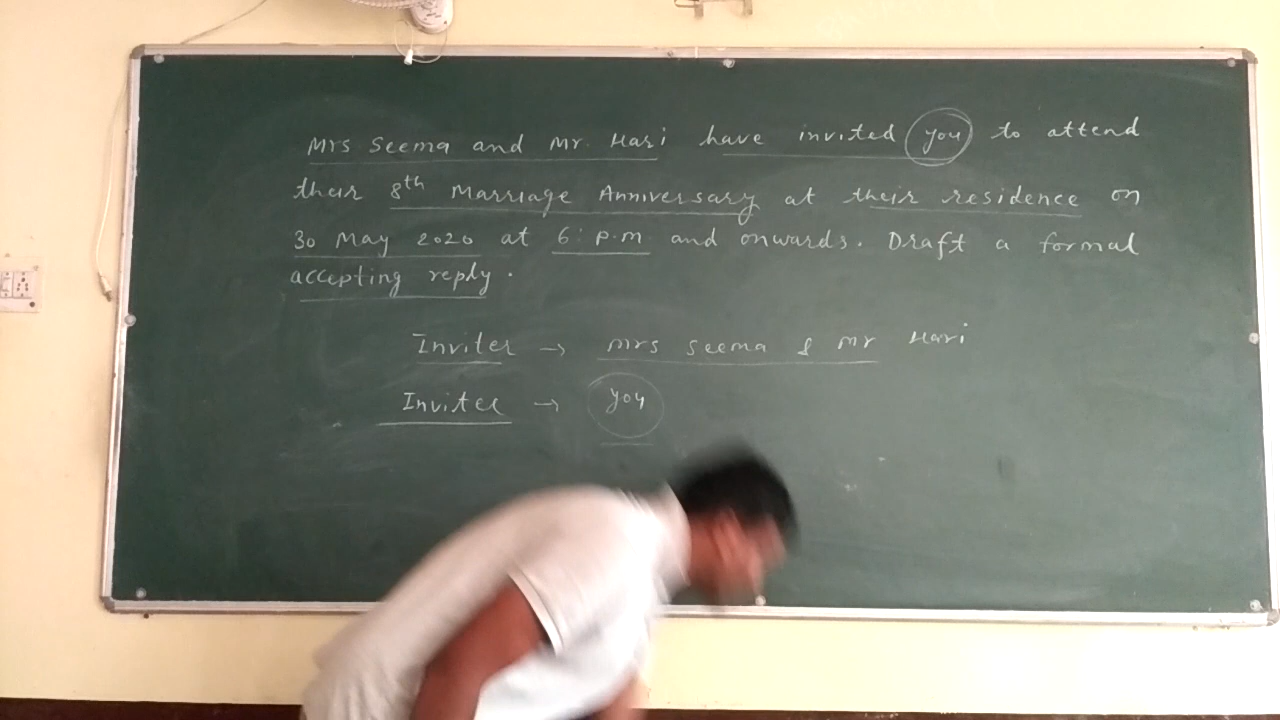 Mrs Seema and Mr. Hari have invited you to attend
their 8th Marriage Anniversary at their residence on
30 May 2020 at 6: p.m and onwards. Draft a formal
accepting reply.
Inviter → Mrs Seema & Mr Hari
Invitee → you